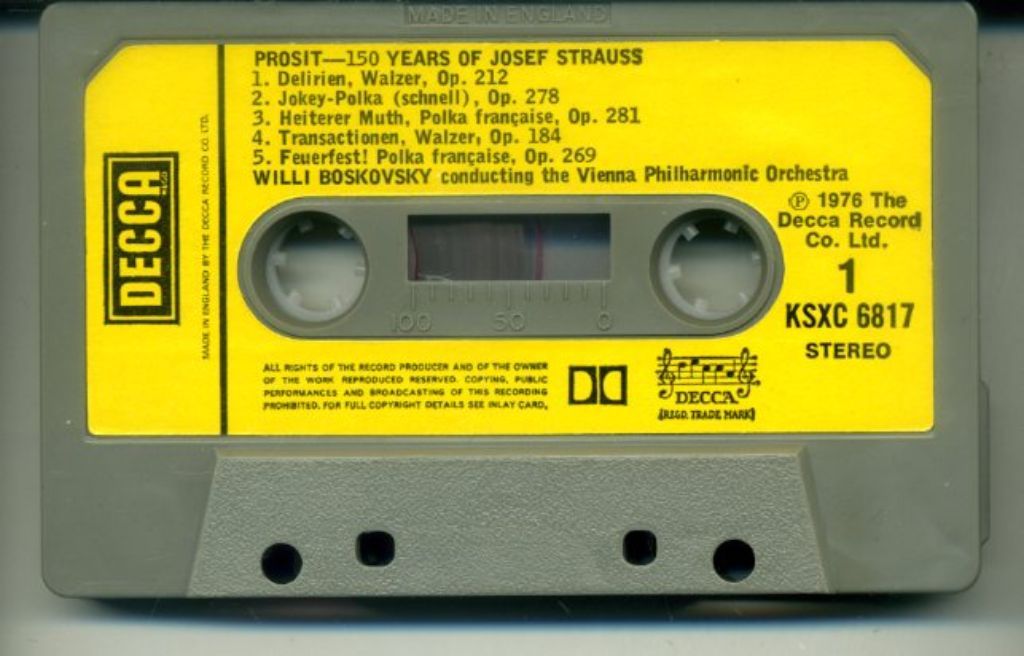 MADE IN ENGLAND
PROSIT—150 YEARS OF JOSEF STRAUSS
1. Delirien, Walzer, Op. 212
2. Jokey-Polka (schnell), Op. 278
3. Heiterer Muth, Polka française, Op. 281
4. Transactionen, Walzer, Op. 184
5. Feuerfest! Polka française, Op. 269
WILLI BOSKOVSKY conducting the Vienna Philharmonic Orchestra
DECCA
REGD
MADE IN ENGLAND BY THE DECCA RECORD CO. LTD.
Ⓟ 1976 The
Decca Record
Co. Ltd.
1
KSXC 6817
STEREO
100 50 0
ALL RIGHTS OF THE RECORD PRODUCER AND OF THE OWNER
OF THE WORK REPRODUCED RESERVED. COPYING, PUBLIC
PERFORMANCES AND BROADCASTING OF THIS RECORDING
PROHIBITED. FOR FULL COPYRIGHT DETAILS SEE INLAY CARD.
DECCA
(REGD. TRADE MARK)